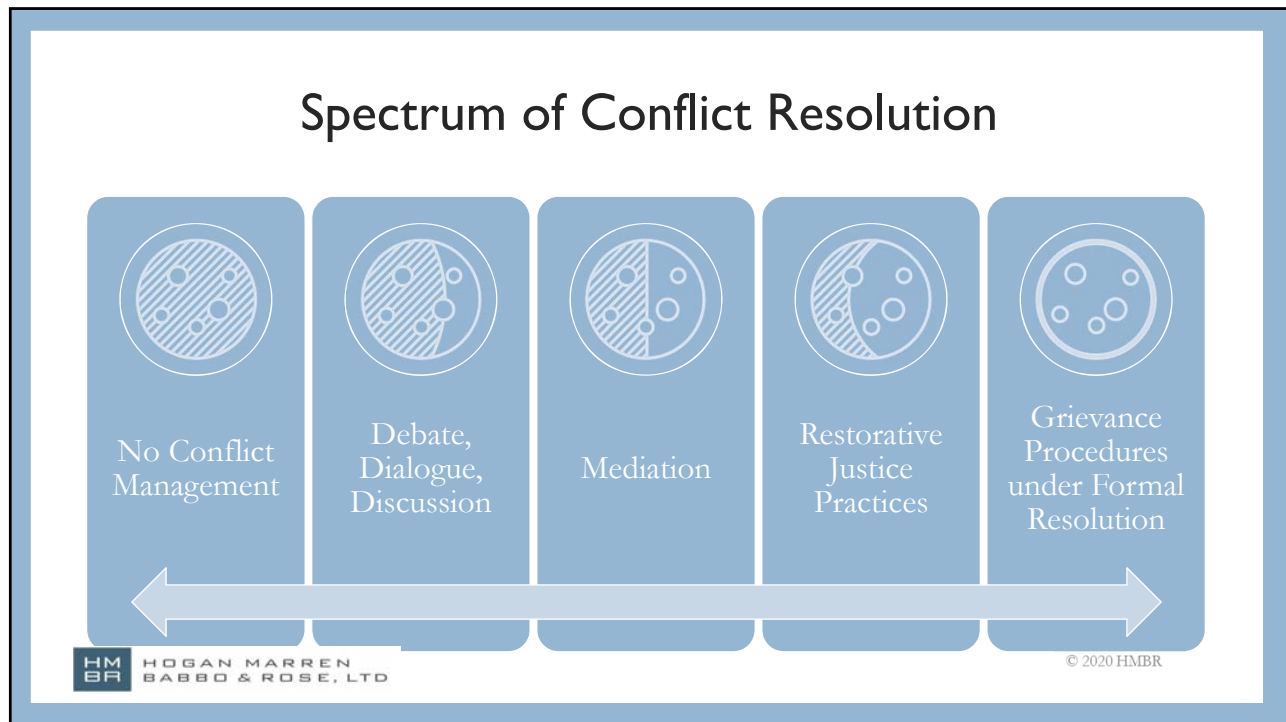 Spectrum of Conflict Resolution
No Conflict
Management
Debate,
Dialogue,
Discussion
Mediation
Restorative
Justice
Practices
Grievance
Procedures
under Formal
Resolution
HM
BR
HOGAN MARREN
BABBO & ROSE, LTD
© 2020 HMBR